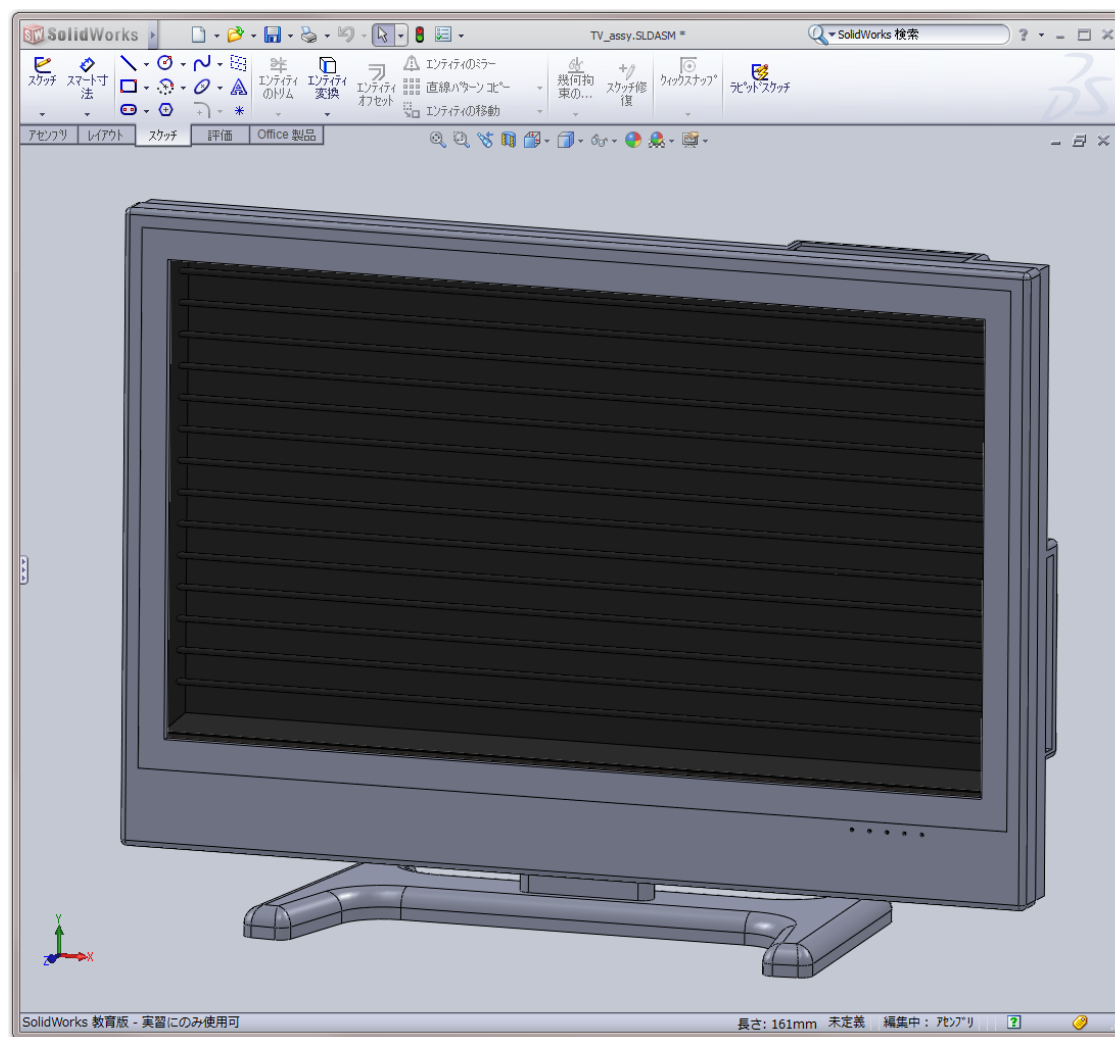 SolidWorks
TV_assy.SLDASM *
SolidWorks 検索
スケッチ
スマート寸法
エンティティのトリム
エンティティ変換
エンティティオフセット
エンティティのミラー
直線パターン コピー
エンティティの移動
幾何拘束の...
スケッチ修復
クイックスナップ
ラピッドスケッチ
アセンブリ
レイアウト
スケッチ
評価
Office 製品
Y
Z
X
SolidWorks 教育版 - 実習にのみ使用可
長さ: 161mm 未定義 編集中： アセンブリ